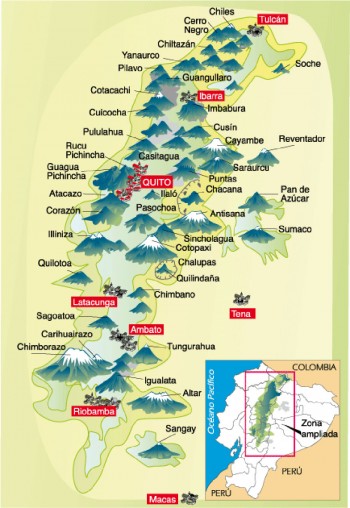 Chiles
Cerro
Negro
Tulcán
Chiltazán
Yanaurco
Pilavo
Guangullaro
Soche
Cotacachi
Ibarra
Cuicocha
Imbabura
Pululahua
Cusín
Cayambe
Reventador
Rucu
Pichincha
Casitagua
Saraurcu
Guagua
Pichincha
QUITO
Puntas
Ilaló
Chacana
Pan de
Azúcar
Atacazo
Pasochoa
Corazón
Antisana
Sumaco
Illiniza
Sincholagua
Cotopaxi
Quilotoa
Chalupas
Quilindaña
Latacunga
Chimbano
Tena
Sagoatoa
Ambato
Carihuairazo
Chimborazo
Tungurahua
Igualata
Altar
Riobamba
Sangay
Macas
COLOMBIA
Océano Pacífico
Zona
ampliada
PERÚ
PERÚ